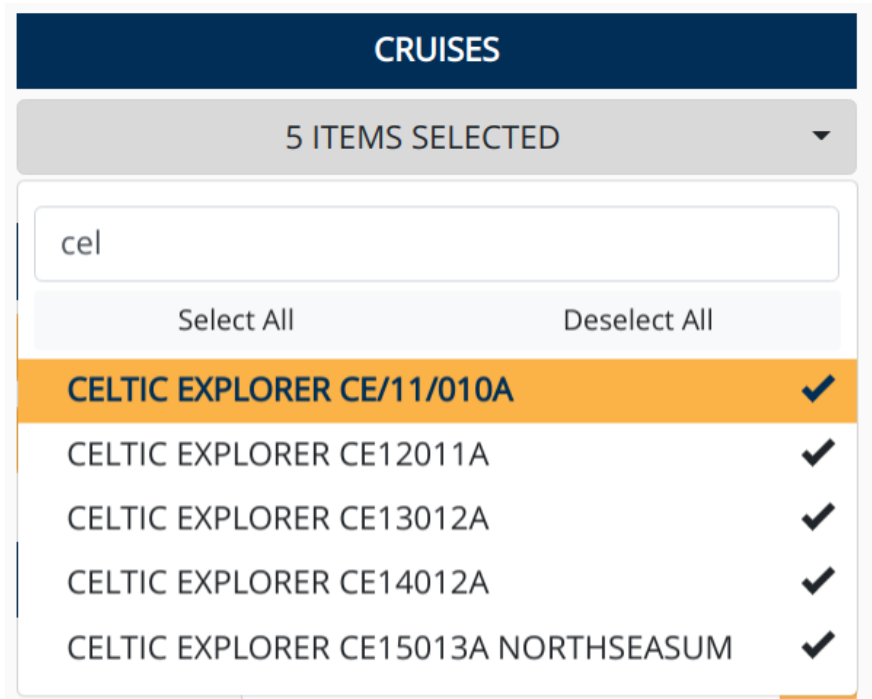 CRUISES
5 ITEMS SELECTED
cel
Select All Deselect All
CELTIC EXPLORER CE/11/010A
CELTIC EXPLORER CE12011A
CELTIC EXPLORER CE13012A
CELTIC EXPLORER CE14012A
CELTIC EXPLORER CE15013A NORTHSEASUM